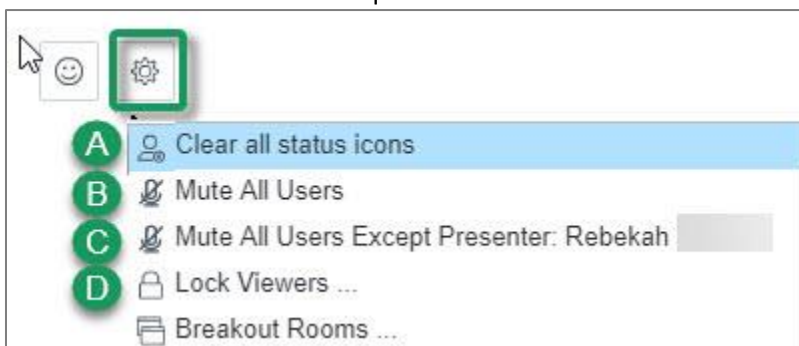 A Clear all status icons
B Mute All Users
C Mute All Users Except Presenter: Rebekah
D Lock Viewers ...
Breakout Rooms ...